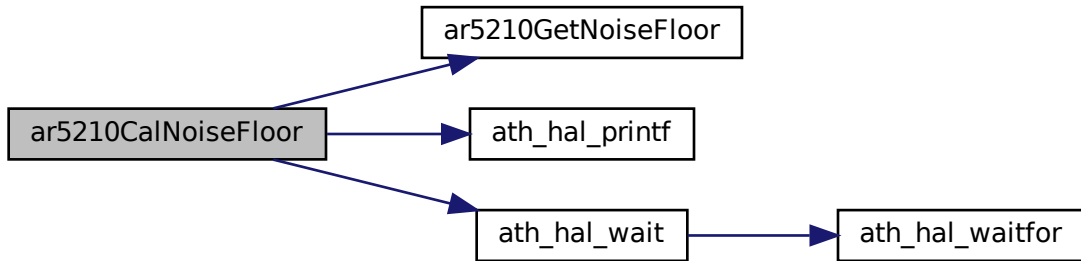 ar5210GetNoiseFloor
ar5210CalNoiseFloor
ath_hal_printf
ath_hal_wait
ath_hal_waitfor